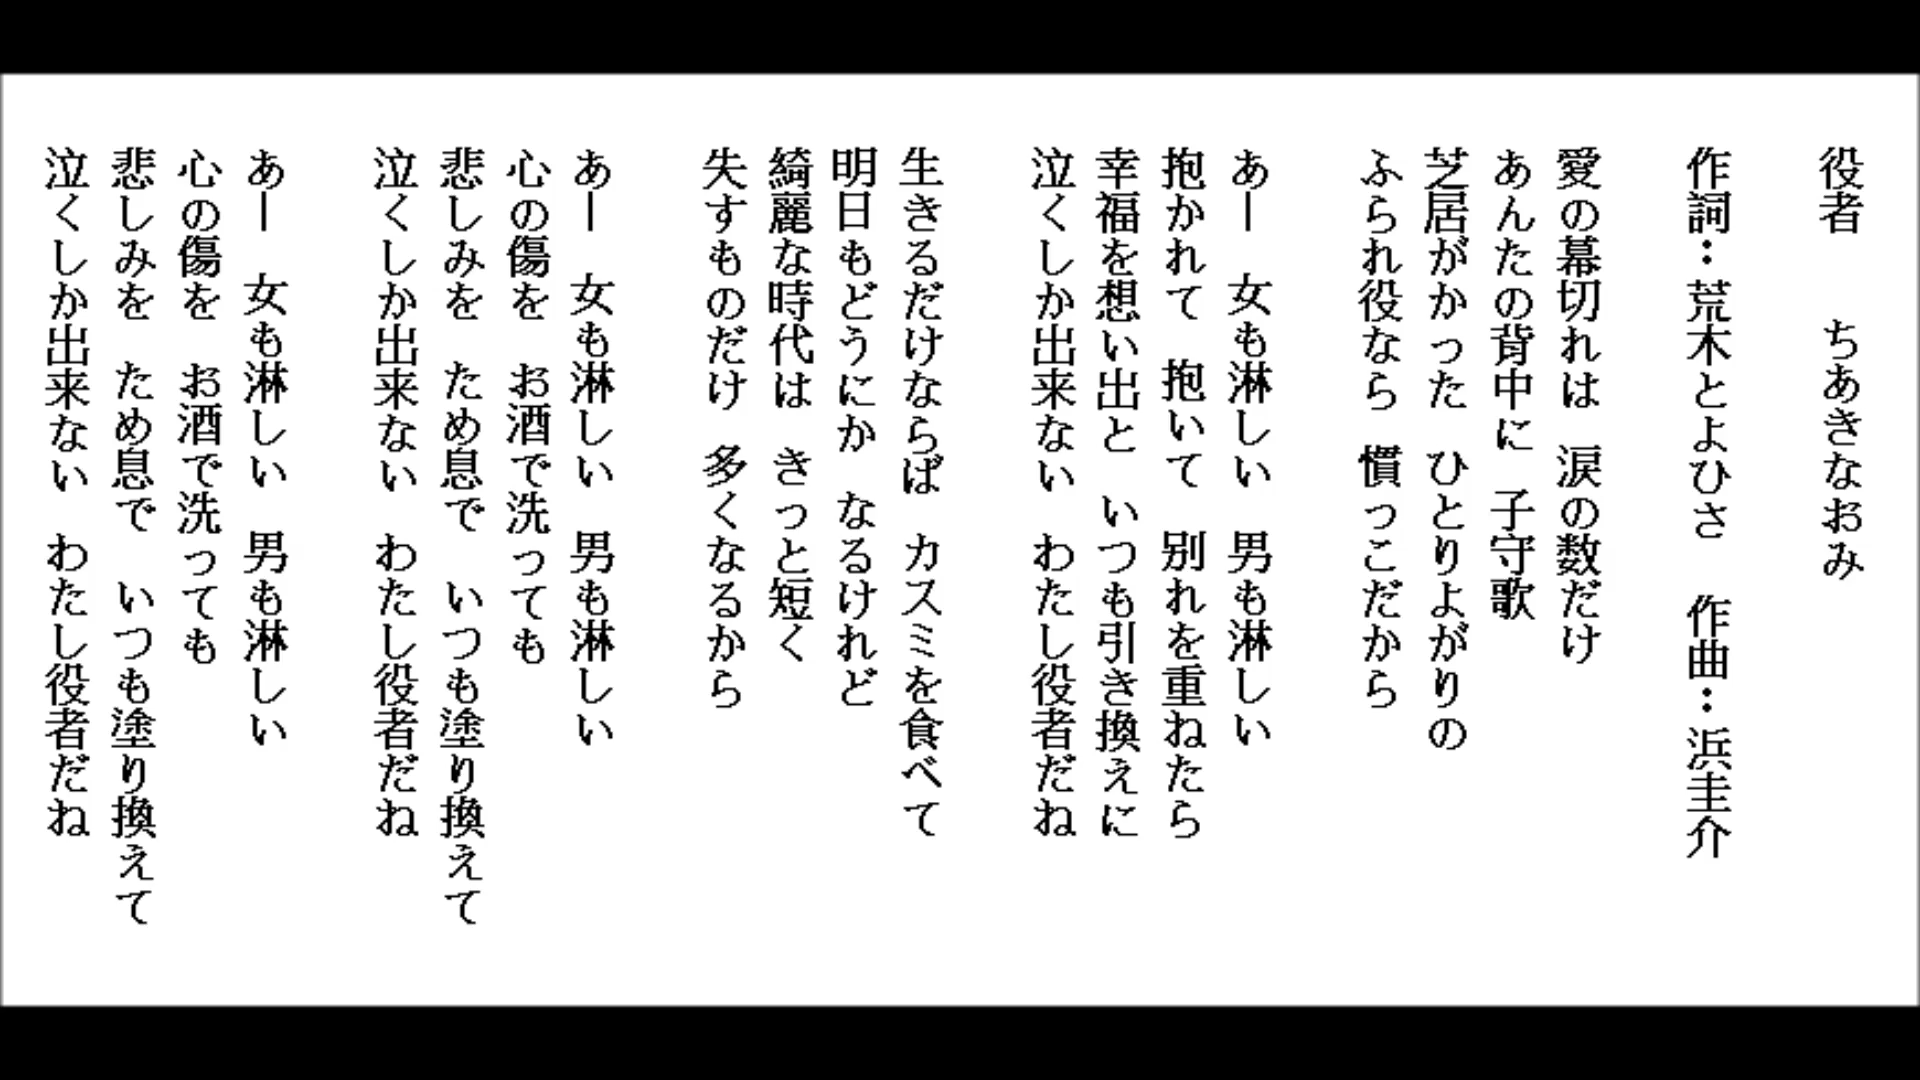 役者　　ちあきなおみ
作詞：荒木とよひさ　作曲：浜圭介
愛の幕切れは　涙の数だけ
あんたの背中に　子守歌
芝居がかった　ひとりよがりの
ふられ役なら　慣っこだから
あー　女も淋しい　男も淋しい
抱かれて　抱いて　別れを重ねたら
幸福を想い出と　いつも引き換えに
泣くしか出来ない　わたし役者だね
生きるだけならば　カスミを食べて
明日もどうにか　なるけれど
綺麗な時代は　きっと短く
失すものだけ　多くなるから
あー　女も淋しい　男も淋しい
心の傷を　お酒で洗っても
悲しみを　ため息で　いつも塗り換えて
泣くしか出来ない　わたし役者だね
あー　女も淋しい　男も淋しい
心の傷を　お酒で洗っても
悲しみを　ため息で　いつも塗り換えて
泣くしか出来ない　わたし役者だね